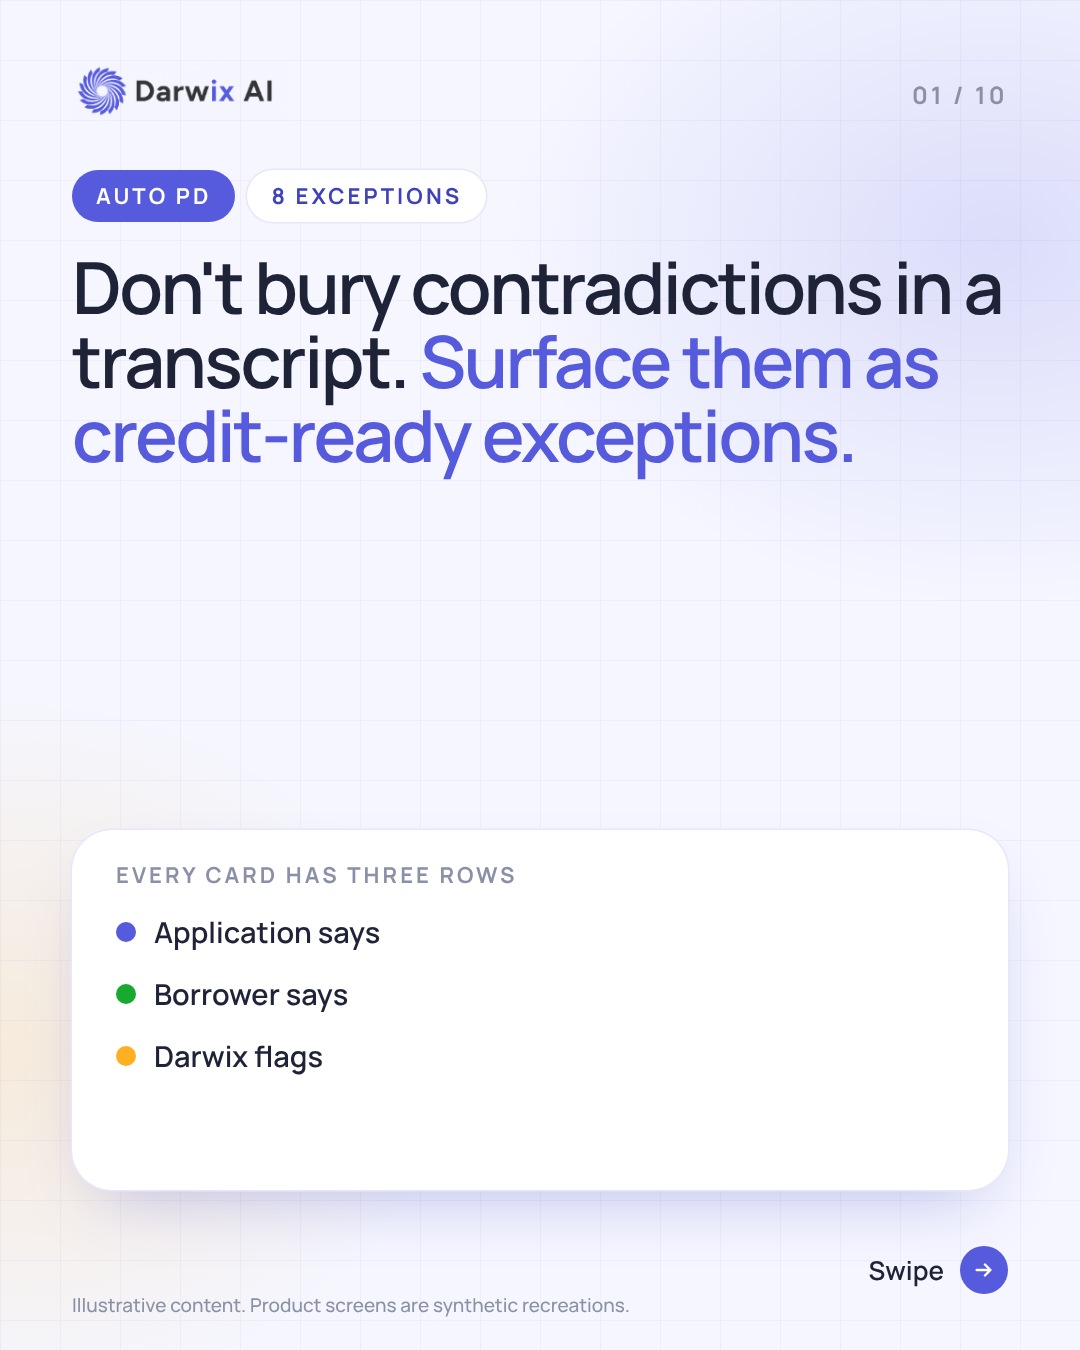 Darwix AI
01 / 10
AUTO PD
8 EXCEPTIONS
Don't bury contradictions in a
transcript. Surface them as
credit-ready exceptions.
EVERY CARD HAS THREE ROWS
Application says
Borrower says
Darwix flags
Swipe
Illustrative content. Product screens are synthetic recreations.